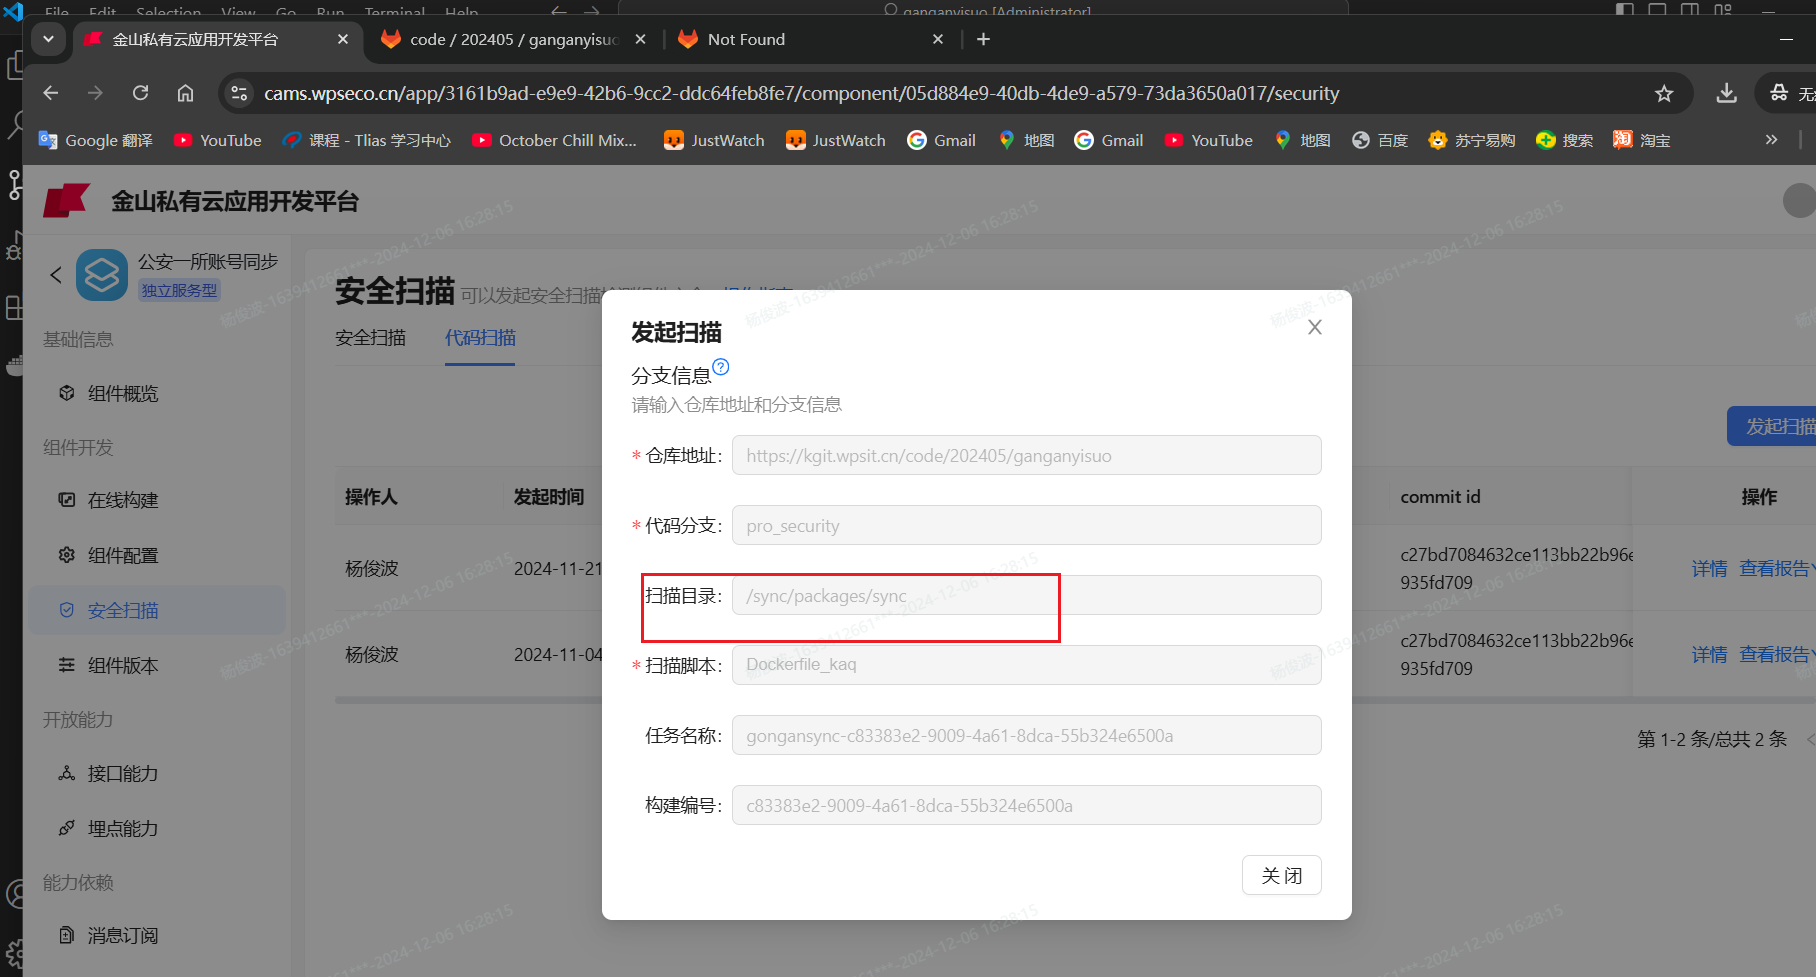 File Edit Selection View Go Run Terminal Help
ganganyisuo [Administrator]
金山私有云应用开发平台
code / 202405 / ganganyisuo
Not Found
cams.wpseco.cn/app/3161b9ad-e9e9-42b6-9cc2-ddc64feb8fe7/component/05d884e9-40db-4de9-a579-73da3650a017/security
Google 翻译 YouTube 课程 - Tlias 学习中心 October Chill Mix... JustWatch JustWatch Gmail 地图 Gmail YouTube 地图 百度 苏宁易购 搜索 淘宝
金山私有云应用开发平台
公安一所账号同步
独立服务型
基础信息
组件概览
组件开发
在线构建
组件配置
安全扫描
组件版本
开放能力
接口能力
埋点能力
能力依赖
消息订阅
安全扫描 可以发起安全扫描
安全扫描 代码扫描
发起扫描
操作人 发起时间 commit id 操作
杨俊波 2024-11-21 c27bd7084632ce113bb22b96e
935fd709 详情 查看报告
杨俊波 2024-11-04 c27bd7084632ce113bb22b96e
935fd709 详情 查看报告
第 1-2 条/总共 2 条
发起扫描
分支信息
请输入仓库地址和分支信息
* 仓库地址: https://kgit.wpsit.cn/code/202405/ganganyisuo
* 代码分支: pro_security
扫描目录: /sync/packages/sync
* 扫描脚本: Dockerfile_kaq
任务名称: gongansync-c83383e2-9009-4a61-8dca-55b324e6500a
构建编号: c83383e2-9009-4a61-8dca-55b324e6500a
关 闭
杨俊波-1639412661***-2024-12-06 16:28:15